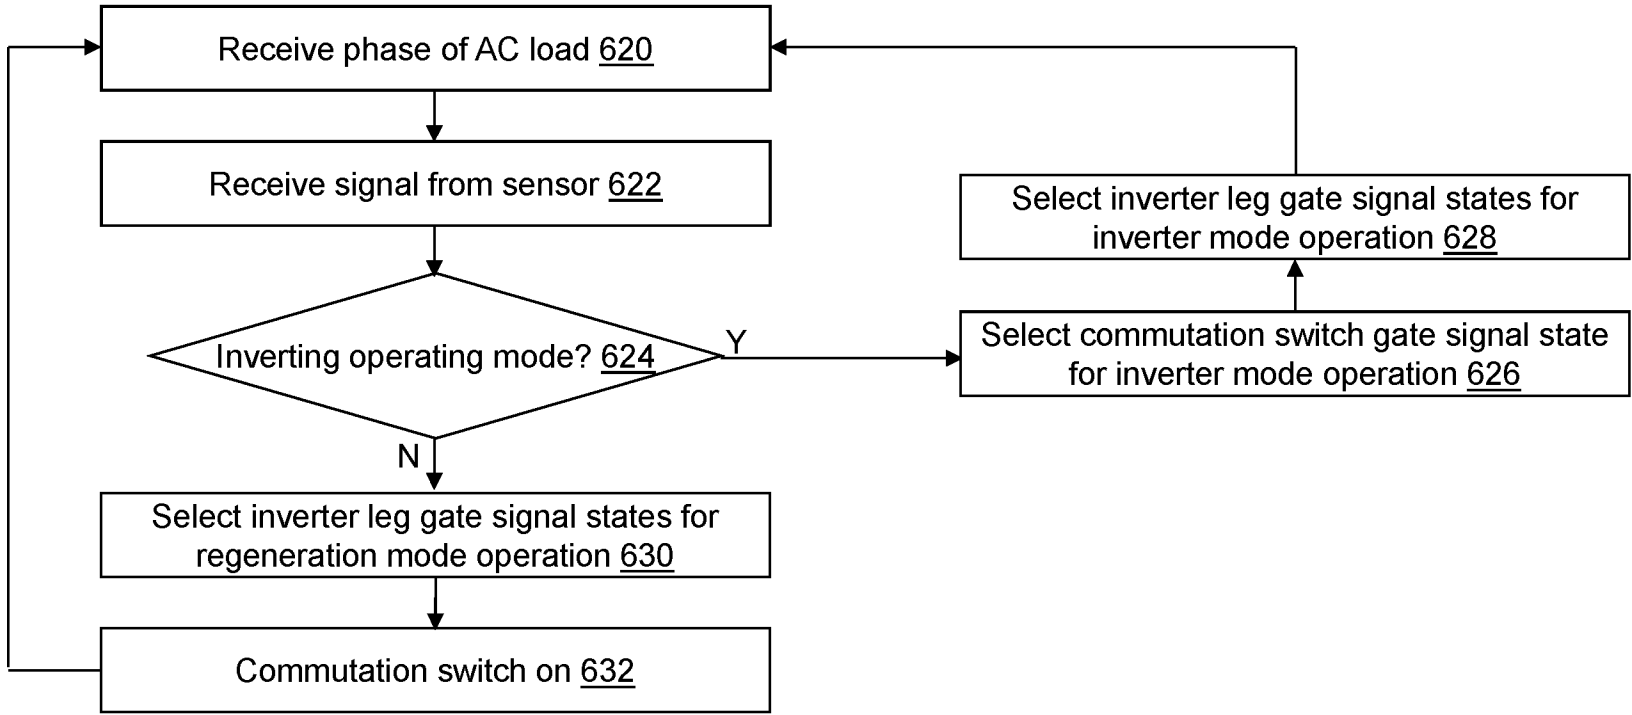 Receive phase of AC load 620
Receive signal from sensor 622
Inverting operating mode? 624
Y
N
Select inverter leg gate signal states for
inverter mode operation 628
Select commutation switch gate signal state
for inverter mode operation 626
Select inverter leg gate signal states for
regeneration mode operation 630
Commutation switch on 632